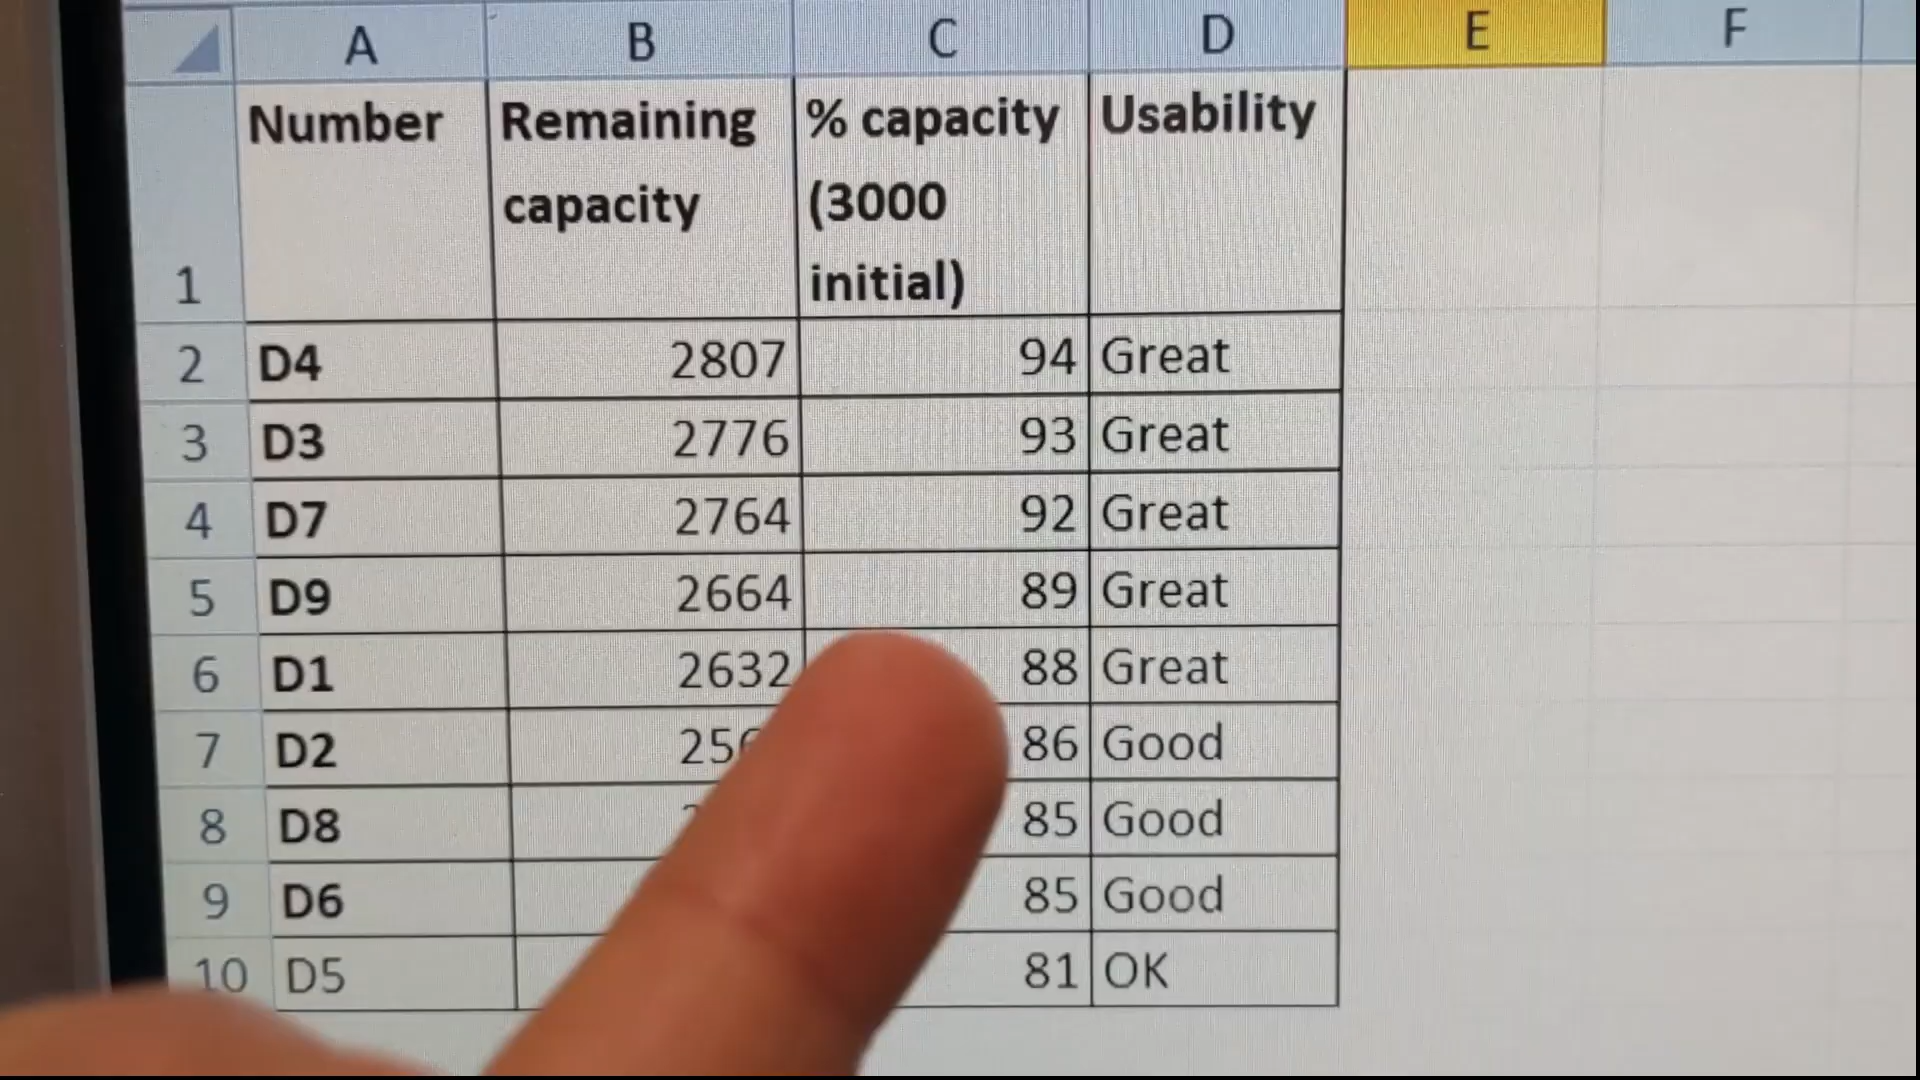 A B C D E F
1 Number Remaining capacity % capacity (3000 initial) Usability
2 D4 2807 94 Great
3 D3 2776 93 Great
4 D7 2764 92 Great
5 D9 2664 89 Great
6 D1 2632 88 Great
7 D2 86 Good
8 D8 85 Good
9 D6 85 Good
10 D5 81 OK